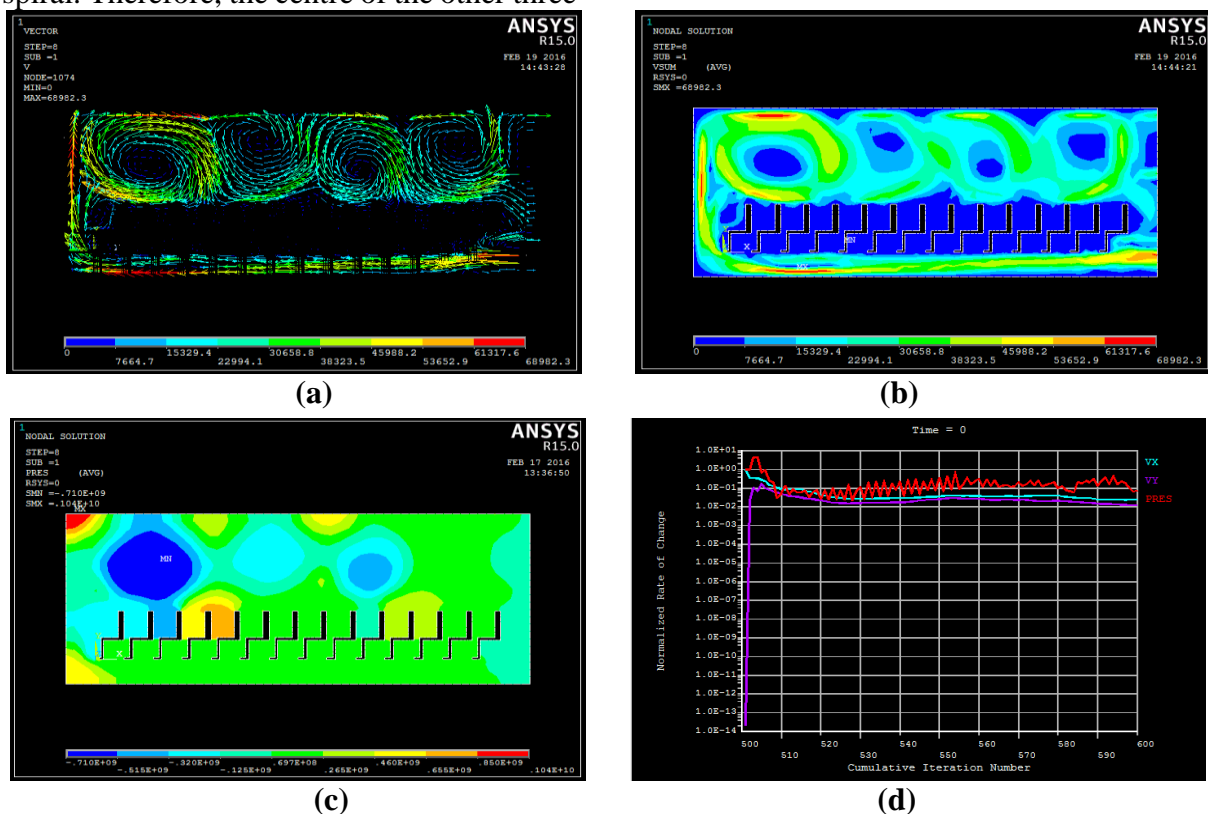 spiral. Therefore, the centre of the other three
1
VECTOR
STEP=8
SUB =1
V
NODE=1074
MIN=0
MAX=68982.3
ANSYS
R15.0
FEB 19 2016
14:43:28
0 15329.4 30658.8 45988.2 61317.6
7664.7 22994.1 38323.5 53652.9 68982.3
(a)
1
NODAL SOLUTION
STEP=8
SUB =1
VSUM (AVG)
RSYS=0
SMX =68982.3
ANSYS
R15.0
FEB 19 2016
14:44:21
X
MN
MX
0 15329.4 30658.8 45988.2 61317.6
7664.7 22994.1 38323.5 53652.9 68982.3
(b)
1
NODAL SOLUTION
STEP=8
SUB =1
PRES (AVG)
RSYS=0
SMN =-.710E+09
SMX =.104E+10
ANSYS
R15.0
FEB 17 2016
13:36:50
MX
MN
X
-.710E+09 -.320E+09 .697E+08 .460E+09 .850E+09
-.515E+09 -.125E+09 .265E+09 .655E+09 .104E+10
(c)
Time = 0
1.0E+01
1.0E+00
1.0E-01
1.0E-02
1.0E-03
1.0E-04
1.0E-05
1.0E-06
1.0E-07
1.0E-08
1.0E-09
1.0E-10
1.0E-11
1.0E-12
1.0E-13
1.0E-14
Normalized Rate of Change
VX
VY
PRES
500 520 530 540 560 580 600
510 530 550 570 590
Cumulative Iteration Number
(d)